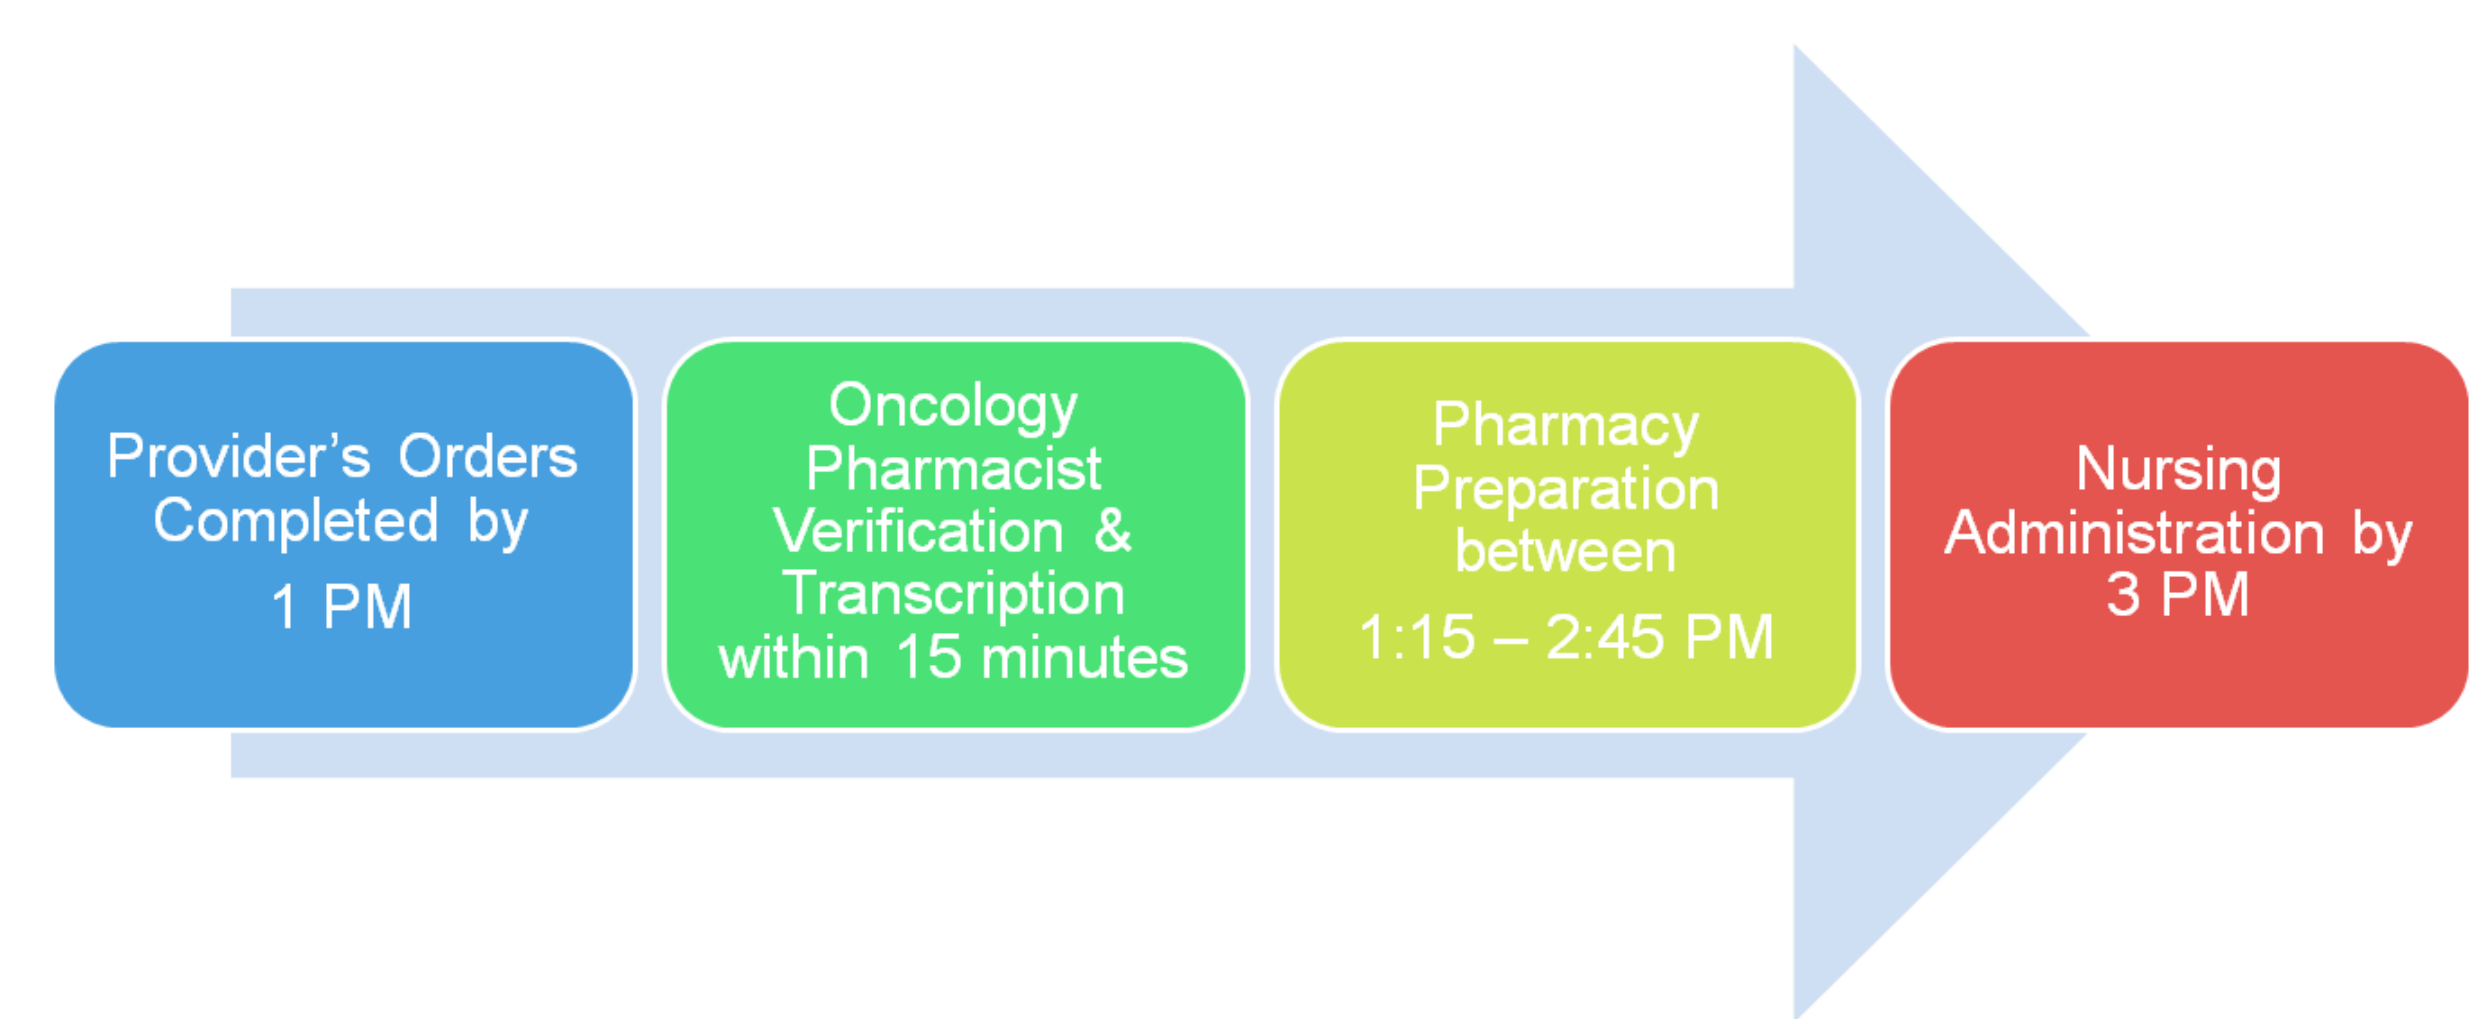 Provider's Orders
Completed by
1 PM
Oncology
Pharmacist
Verification &
Transcription
within 15 minutes
Pharmacy
Preparation
between
1:15 – 2:45 PM
Nursing
Administration by
3 PM